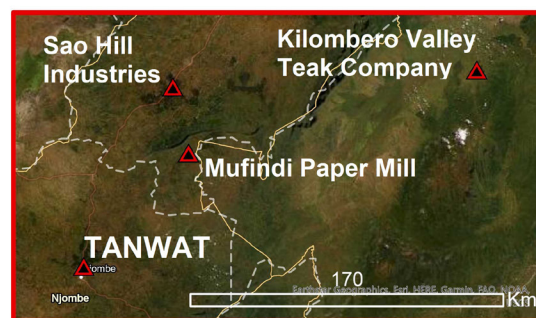 Sao Hill
Industries
Kilombero Valley
Teak Company
Mufindi Paper Mill
TANWAT
Njombe
170
Earthstar Geographics, Esri, HERE, Garmin, FAO, NOAA,
Km